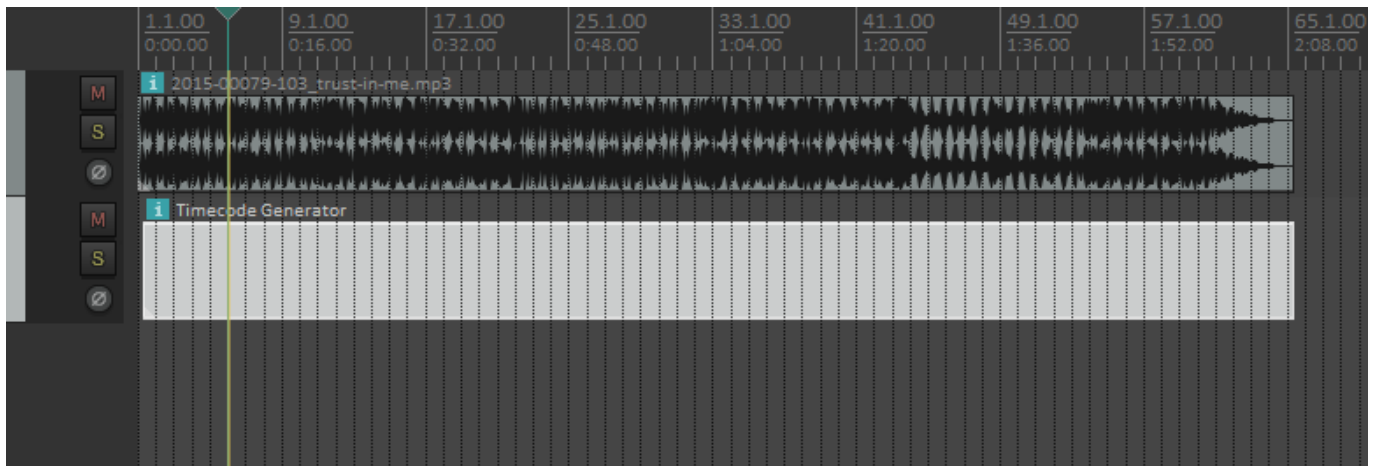 1.1.00 9.1.00 17.1.00 25.1.00 33.1.00 41.1.00 49.1.00 57.1.00 65.1.00
0:00.00 0:16.00 0:32.00 0:48.00 1:04.00 1:20.00 1:36.00 1:52.00 2:08.00
i 2015-00079-103_trust-in-me.mp3
M
S
i Timecode Generator
M
S